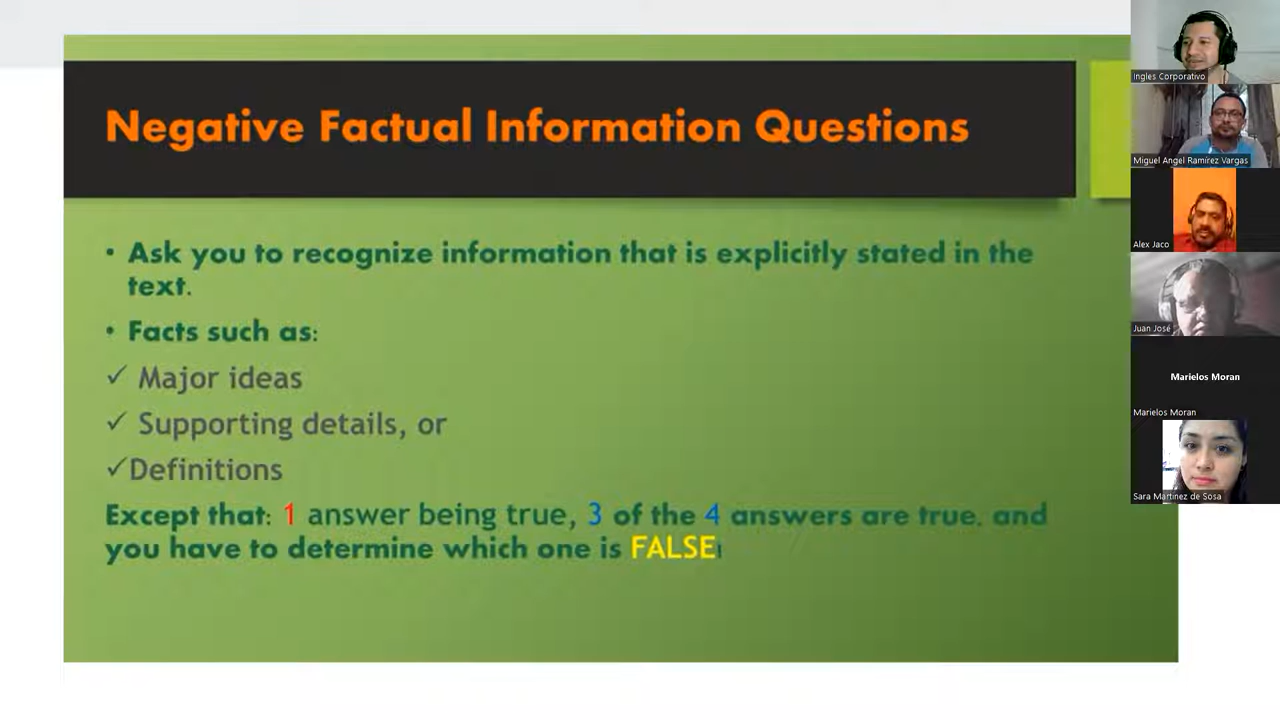 Negative Factual Information Questions
• Ask you to recognize information that is explicitly stated in the
text.
• Facts such as:
✓ Major ideas
✓ Supporting details, or
✓Definitions
Except that: 1 answer being true, 3 of the 4 answers are true, and
you have to determine which one is FALSE!
Ingles Corporativo
Miguel Angel Ramírez Vargas
Alex Jaco
Juan José
Marielos Moran
Marielos Moran
Sara Martinez de Sosa